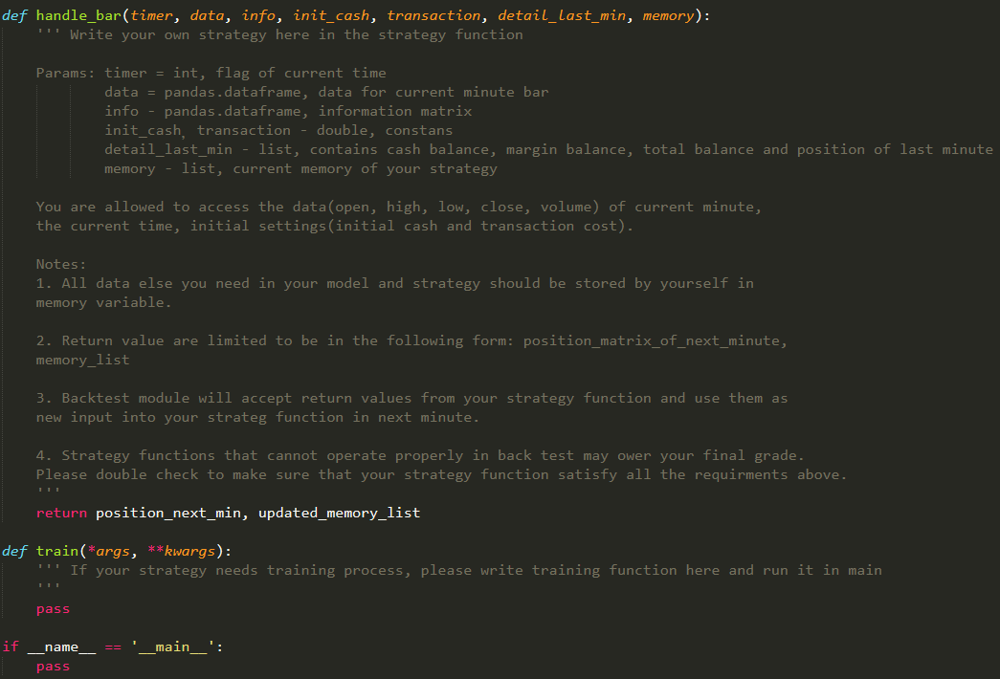 def handle_bar(timer, data, info, init_cash, transaction, detail_last_min, memory):
''' Write your own strategy here in the strategy function
Params: timer = int, flag of current time
data = pandas.dataframe, data for current minute bar
info - pandas.dataframe, information matrix
init_cash, transaction - double, constans
detail_last_min - list, contains cash balance, margin balance, total balance and position of last minute
memory - list, current memory of your strategy
You are allowed to access the data(open, high, low, close, volume) of current minute,
the current time, initial settings(initial cash and transaction cost).
Notes:
1. All data else you need in your model and strategy should be stored by yourself in
memory variable.
2. Return value are limited to be in the following form: position_matrix_of_next_minute,
memory_list
3. Backtest module will accept return values from your strategy function and use them as
new input into your strateg function in next minute.
4. Strategy functions that cannot operate properly in back test may ower your final grade.
Please double check to make sure that your strategy function satisfy all the requirments above.
'''
return position_next_min, updated_memory_list
def train(*args, **kwargs):
''' If your strategy needs training process, please write training function here and run it in main
'''
pass
if __name__ == '__main__':
pass